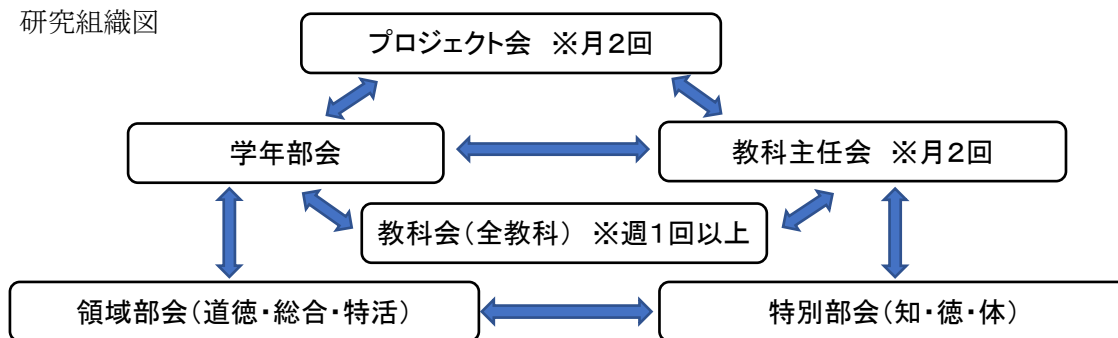 研究組織図
プロジェクト会 ※月2回
学年部会
教科主任会 ※月2回
教科会(全教科) ※週1回以上
領域部会(道徳・総合・特活)
特別部会(知・徳・体)